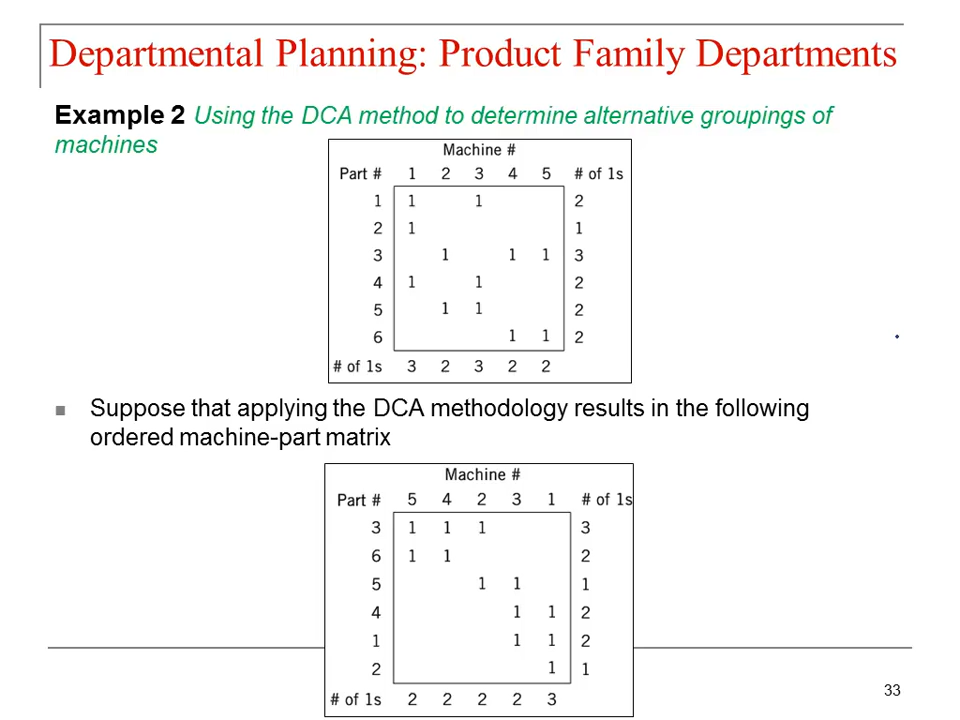 Departmental Planning: Product Family Departments
Example 2 Using the DCA method to determine alternative groupings of
machines
Machine #
Part # 1 2 3 4 5 # of 1s
1 1 1 2
2 1 1
3 1 1 1 3
4 1 1 2
5 1 1 2
6 1 1 2
# of 1s 3 2 3 2 2
■ Suppose that applying the DCA methodology results in the following
ordered machine-part matrix
Machine #
Part # 5 4 2 3 1 # of 1s
3 1 1 1 3
6 1 1 2
5 1 1 1
4 1 1 2
1 1 1 2
2 1 1
# of 1s 2 2 2 2 3
33